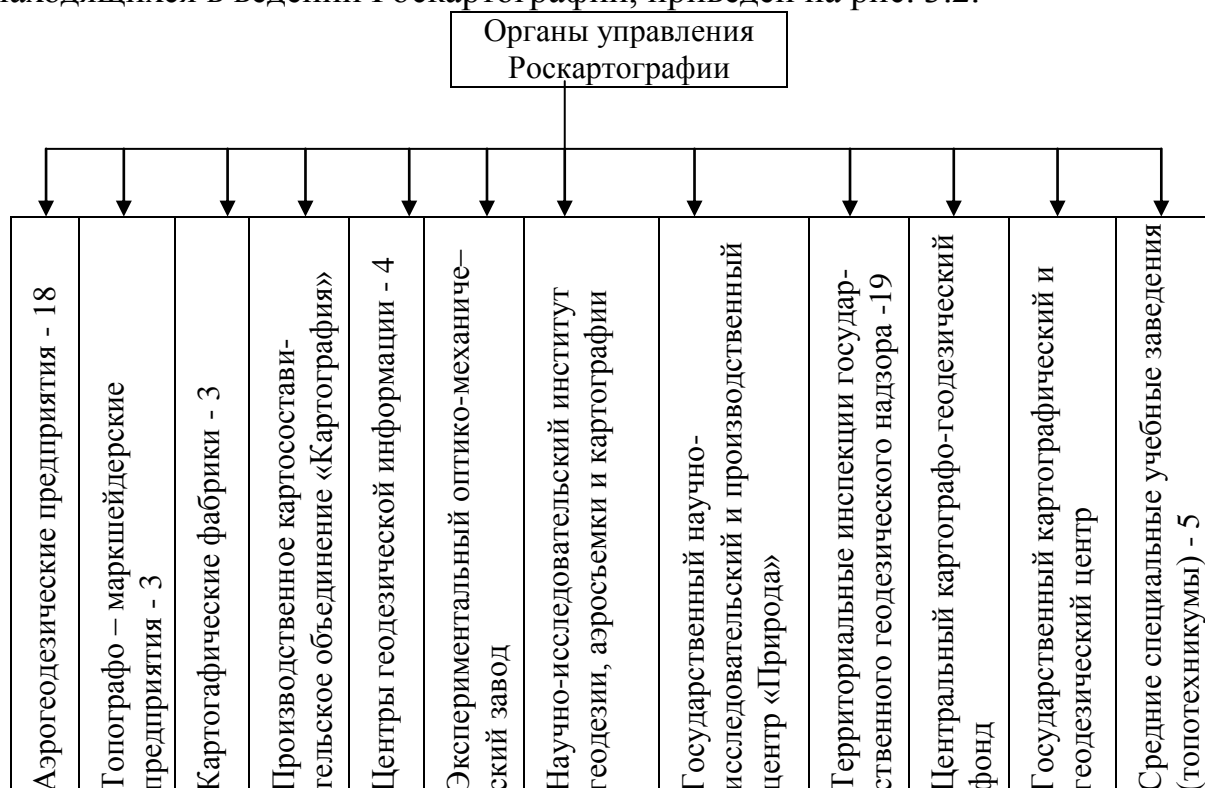 находящихся в ведении Роскартографии, приведен на рис. 3.2.
Органы управления
Роскартографии
Аэрогеодезические предприятия - 18
Топографо – маркшейдерские
предприятия - 3
Картогафические фабрики - 3
Производственное картосостави-
тельское объединение «Картография»
Центры геодезической информации - 4
Экспериментальный оптико-механиче–
ский завод
Научно-исследовательский институт
геодезии, аэросъемки и картографии
Государственный научно-
исследовательский и производственный
центр «Природа»
Территориальные инспекции государ-
ственного геодезического надзора -19
Центральный картографо-геодезический
фонд
Государственный картографический и
геодезический центр
Средние специальные учебные заведения
(топотехникумы) - 5